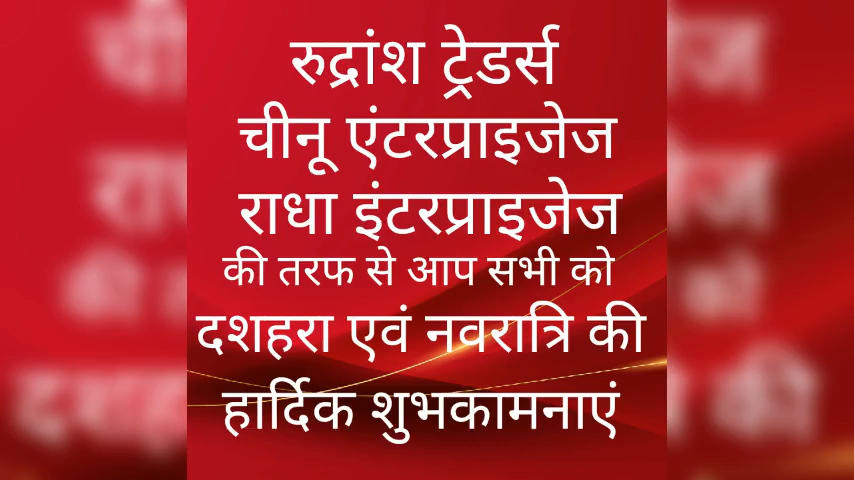 रुद्रांश ट्रेडर्स
चीनू एंटरप्राइजेज
राधा इंटरप्राइजेज
की तरफ से आप सभी को
दशहरा एवं नवरात्रि की
हार्दिक शुभकामनाएं